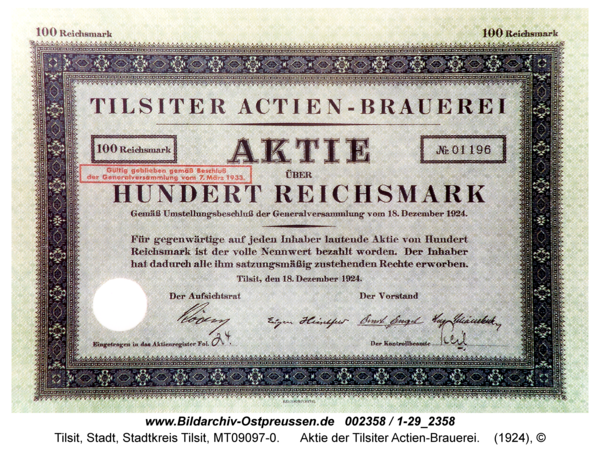 100 Reichsmark
100 Reichsmark
TILSITER ACTIEN-BRAUEREI
100 Reichsmark
AKTIE
№ 01196
Gültig geblieben gemäß Beschluß
der Generalversammlung vom 7. März 1933.
ÜBER
HUNDERT REICHSMARK
Gemäß Umstellungsbeschluß der Generalversammlung vom 18. Dezember 1924.
Für gegenwärtige auf jeden Inhaber lautende Aktie von Hundert
Reichsmark ist der volle Nennwert bezahlt worden. Der Inhaber
hat dadurch alle ihm satzungsmäßig zustehenden Rechte erworben.
Tilsit, den 18. Dezember 1924.
Der Aufsichtsrat
Der Vorstand
Eingetragen in das Aktienregister Fol. 24
Der Kontrollbeamte
www.Bildarchiv-Ostpreussen.de 002358 / 1-29_2358
Tilsit, Stadt, Stadtkreis Tilsit, MT09097-0. Aktie der Tilsiter Actien-Brauerei. (1924), ©